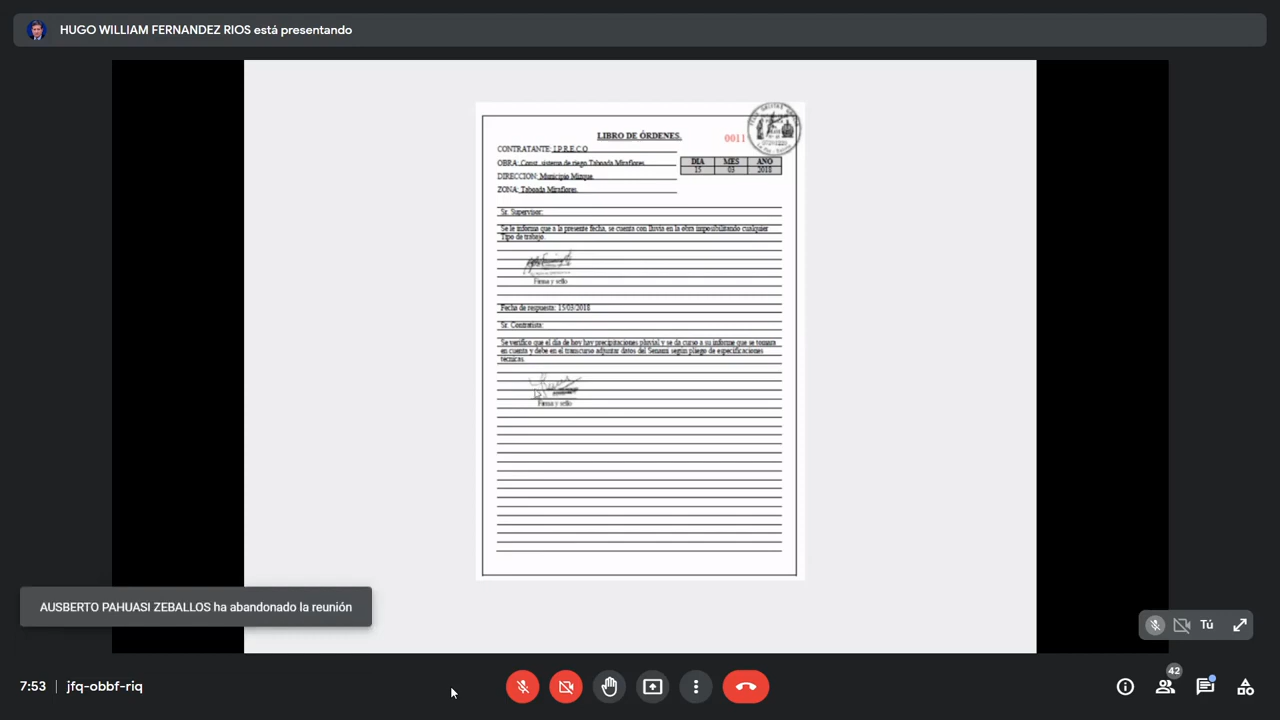 HUGO WILLIAM FERNANDEZ RIOS está presentando
LIBRO DE ÓRDENES.
0011
CONTRATANTE: I.P.R.E.C.O
OBRA: Const. sistema de riego Taboada Miraflores.
DIRECCION: Municipio Mizque.
ZONA: Taboada Miraflores.
DIA MES ANO
15 03 2018
Sr. Supervisor:
Se le informa que a la presente fecha, se cuenta con lluvia en la obra imposibilitando cualquier
Tipo de trabajo.
Firma y sello
Fecha de respuesta: 15/03/2018
Sr. Contratista:
Se verifico que el dia de hoy hay precipitaciones pluvial y se da curso a su informe que se tomara
en cuenta y debe en el transcurso adjuntar datos del Senami según pliego de especificaciones
tecnicas.
Firma y sello
AUSBERTO PAHUASI ZEBALLOS ha abandonado la reunión
Tú
7:53 | jfq-obbf-riq
42